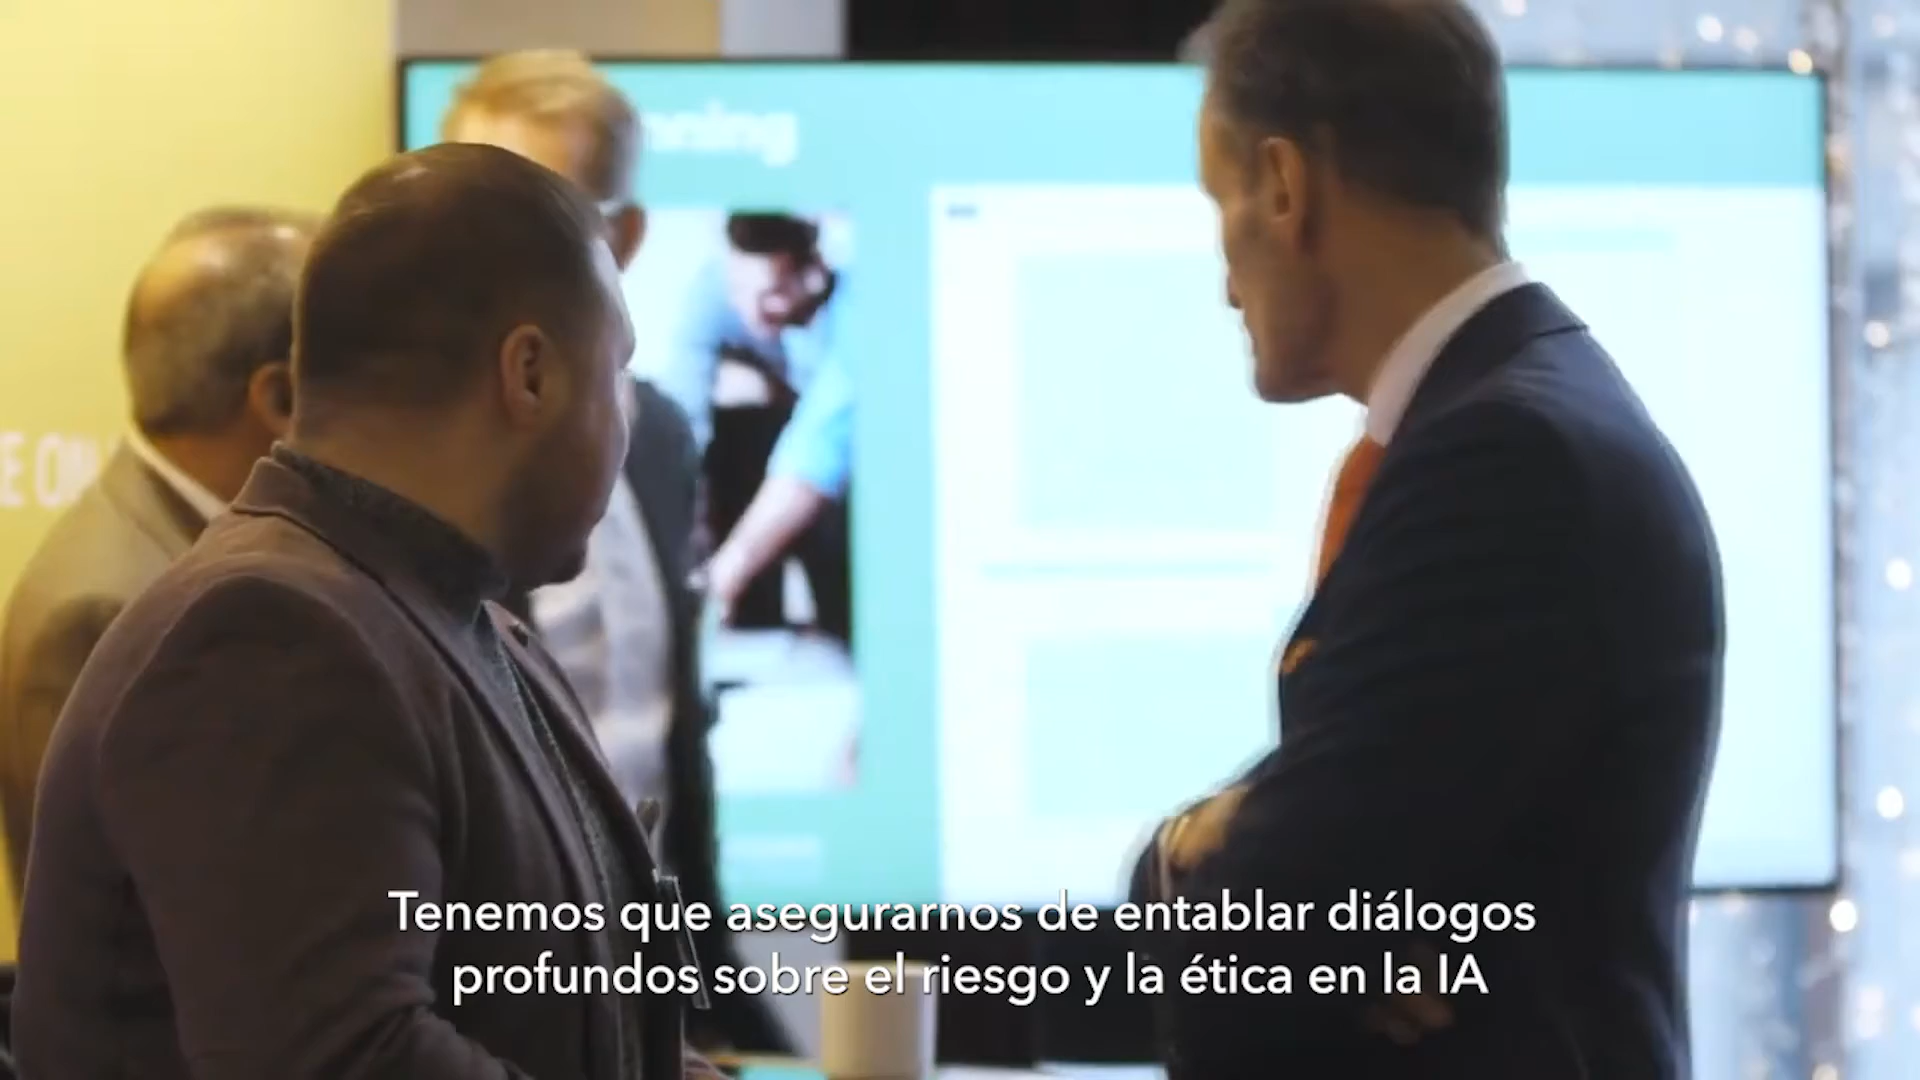 Tenemos que asegurarnos de entablar diálogos
profundos sobre el riesgo y la ética en la IA